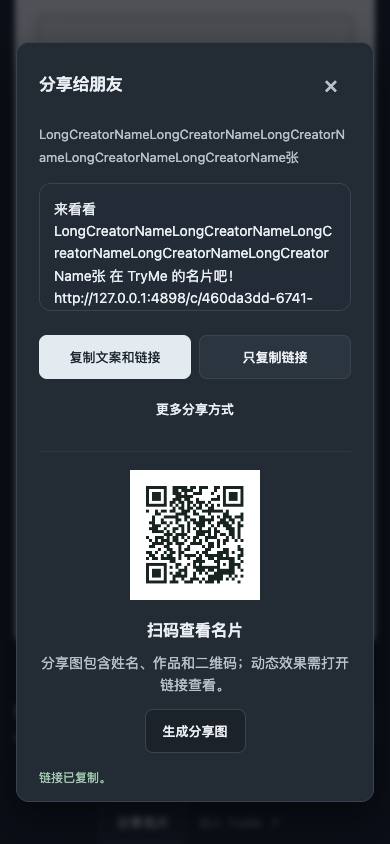 分享给朋友
LongCreatorNameLongCreatorNameLongCreatorN
ameLongCreatorNameLongCreatorName张
来看看
LongCreatorNameLongCreatorNameLongC
reatorNameLongCreatorNameLongCreator
Name张 在 TryMe 的名片吧！
http://127.0.0.1:4898/c/460da3dd-6741-
复制文案和链接
只复制链接
更多分享方式
扫码查看名片
分享图包含姓名、作品和二维码；动态效果需打开
链接查看。
生成分享图
链接已复制。